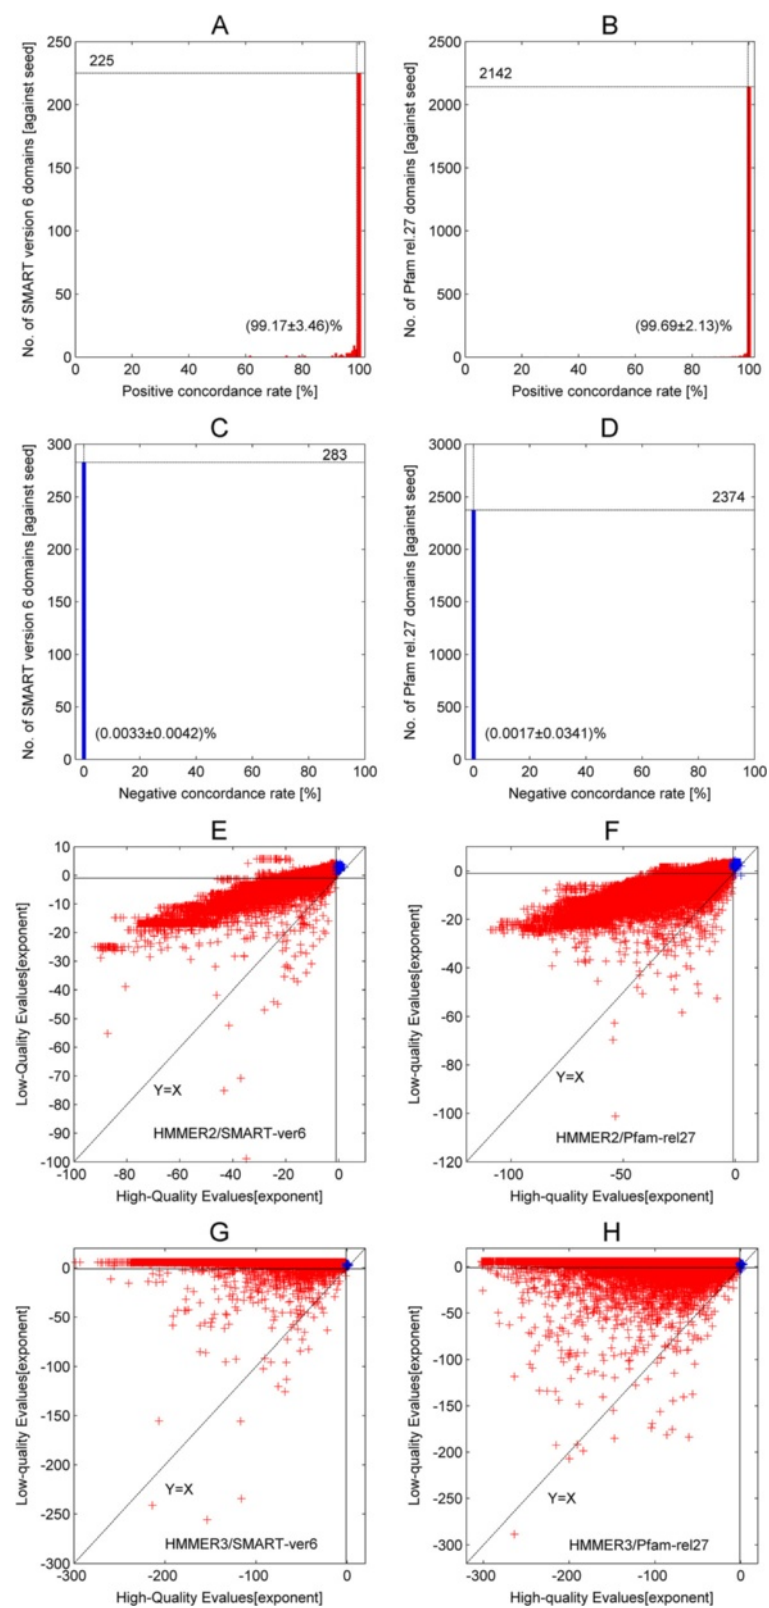 A
No. of SMART version 6 domains [against seed]
250
200
150
100
50
0
225
(99.17±3.46)%
0 20 40 60 80 100
Positive concordance rate [%]
B
No. of Pfam rel.27 domains [against seed]
2500
2000
1500
1000
500
0
2142
(99.69±2.13)%
0 20 40 60 80 100
Positive concordance rate [%]
C
No. of SMART version 6 domains [against seed]
300
250
200
150
100
50
0
283
(0.0033±0.0042)%
0 20 40 60 80 100
Negative concordance rate [%]
D
No. of Pfam rel.27 domains [against seed]
3000
2500
3000
1500
1000
500
0
2374
(0.0017±0.0341)%
0 20 40 60 80 100
Negative concordance rate [%]
E
Low-Quality Evalues[exponent]
10
0
-10
-20
-30
-40
-50
-60
-70
-80
-90
-100
Y=X
HMMER2/SMART-ver6
-100 -80 -60 -40 -20 0
High-Quality Evalues[exponent]
F
Low-quality Evalues[exponent]
0
-20
-40
-60
-80
-100
-120
Y=X
HMMER2/Pfam-rel27
-100 -50 0
High-quality Evalues[exponent]
G
Low-quality Evalues[exponent]
0
-50
-100
-150
-200
-250
-300
Y=X
HMMER3/SMART-ver6
-300 -200 -100 0
High-Quality Evalues[exponent]
H
Low-quality Evalues[exponent]
0
-50
-100
-150
-200
-250
-300
Y=X
HMMER3/Pfam-rel27
-300 -200 -100 0
High-quality Evalues[exponent]